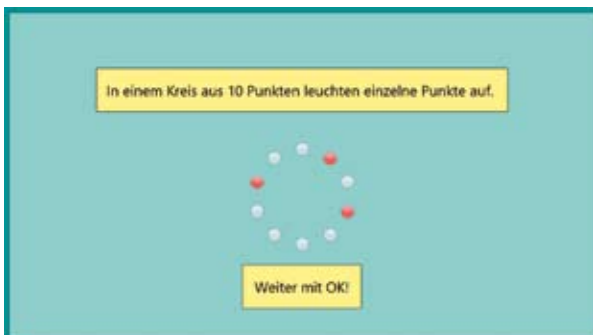 In einem Kreis aus 10 Punkten leuchten einzelne Punkte auf.
Weiter mit OK!